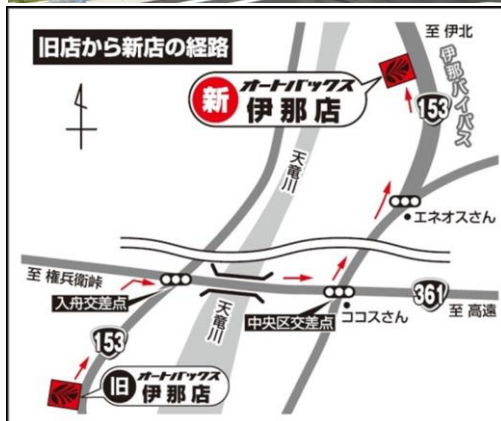 旧店から新店の経路
至 伊北
伊那バイパス
153
新
オートバックス
伊那店
天竜川
エネオスさん
至 権兵衛峠
入舟交差点
天竜川
中央区交差点
ココスさん
361
至 高遠
153
旧
オートバックス
伊那店